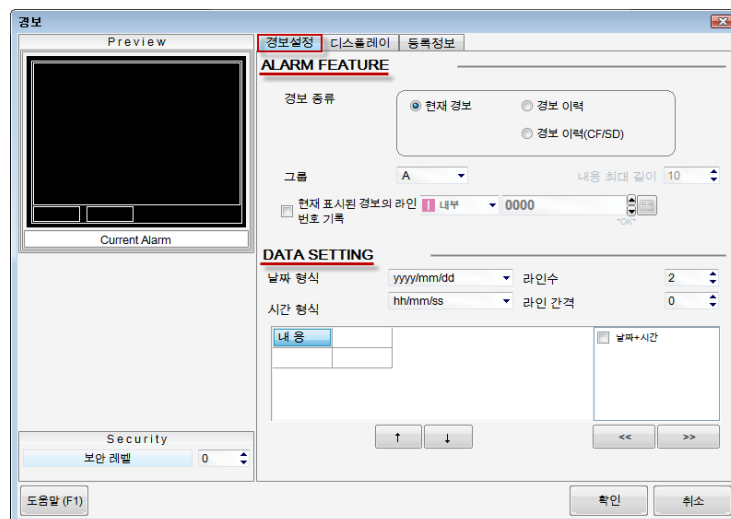 경보
Preview
Current Alarm
Security
보안 레벨 0
경보설정 디스플레이 등록정보
ALARM FEATURE
경보 종류
현재 경보 경보 이력
경보 이력(CF/SD)
그룹 A 내용 최대 길이 10
현재 표시된 경보의 라인 번호 기록 I 내부 0000
*OK*
DATA SETTING
날짜 형식 yyyy/mm/dd 라인수 2
시간 형식 hh/mm/ss 라인 간격 0
내 용 날짜+시간
↑ ↓ << >>
도움말 (F1) 확인 취소